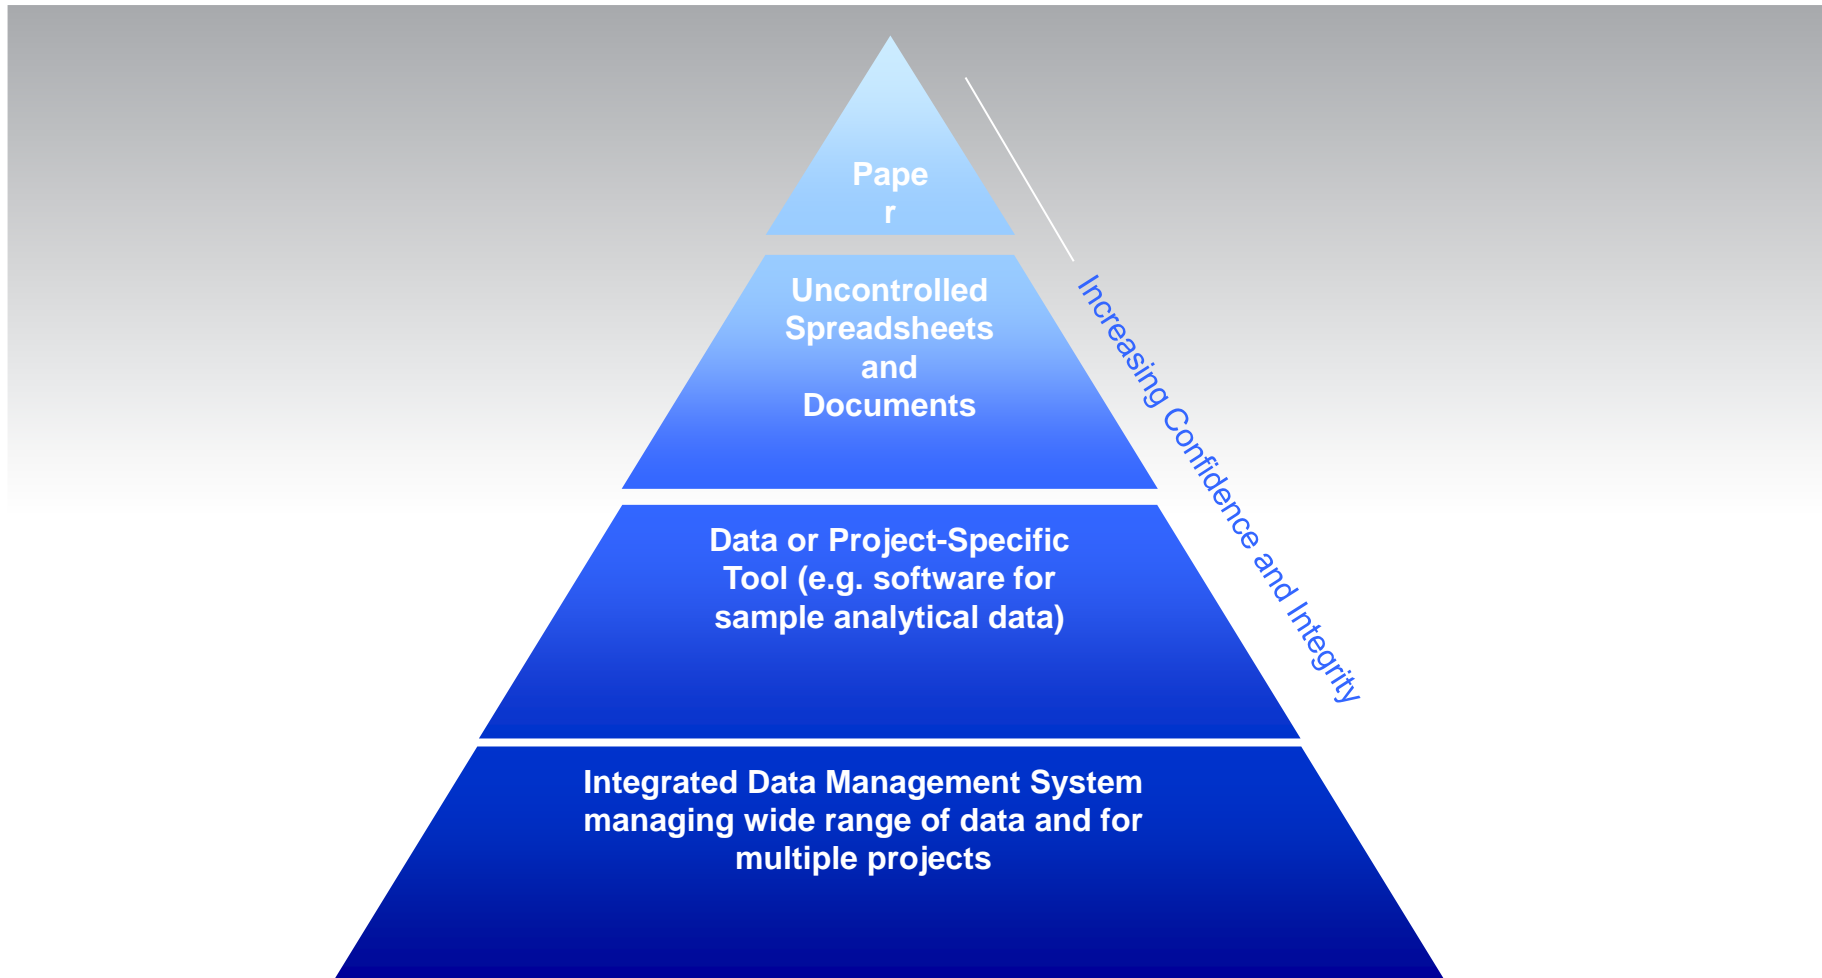 Pape
r
Uncontrolled
Spreadsheets
and
Documents
Increasing Confidence and Integrity
Data or Project-Specific
Tool (e.g. software for
sample analytical data)
Integrated Data Management System
managing wide range of data and for
multiple projects